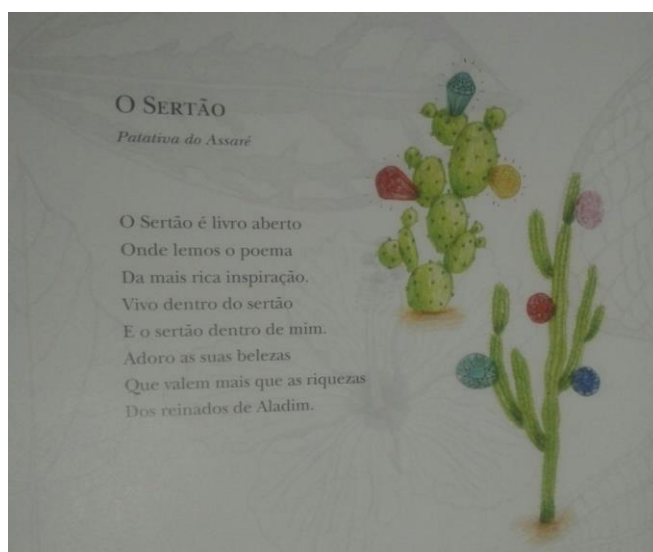 O SERTÃO
Patativa do Assaré
O Sertão é livro aberto
Onde lemos o poema
Da mais rica inspiração.
Vivo dentro do sertão
E o sertão dentro de mim.
Adoro as suas belezas
Que valem mais que as riquezas
Dos reinados de Aladim.